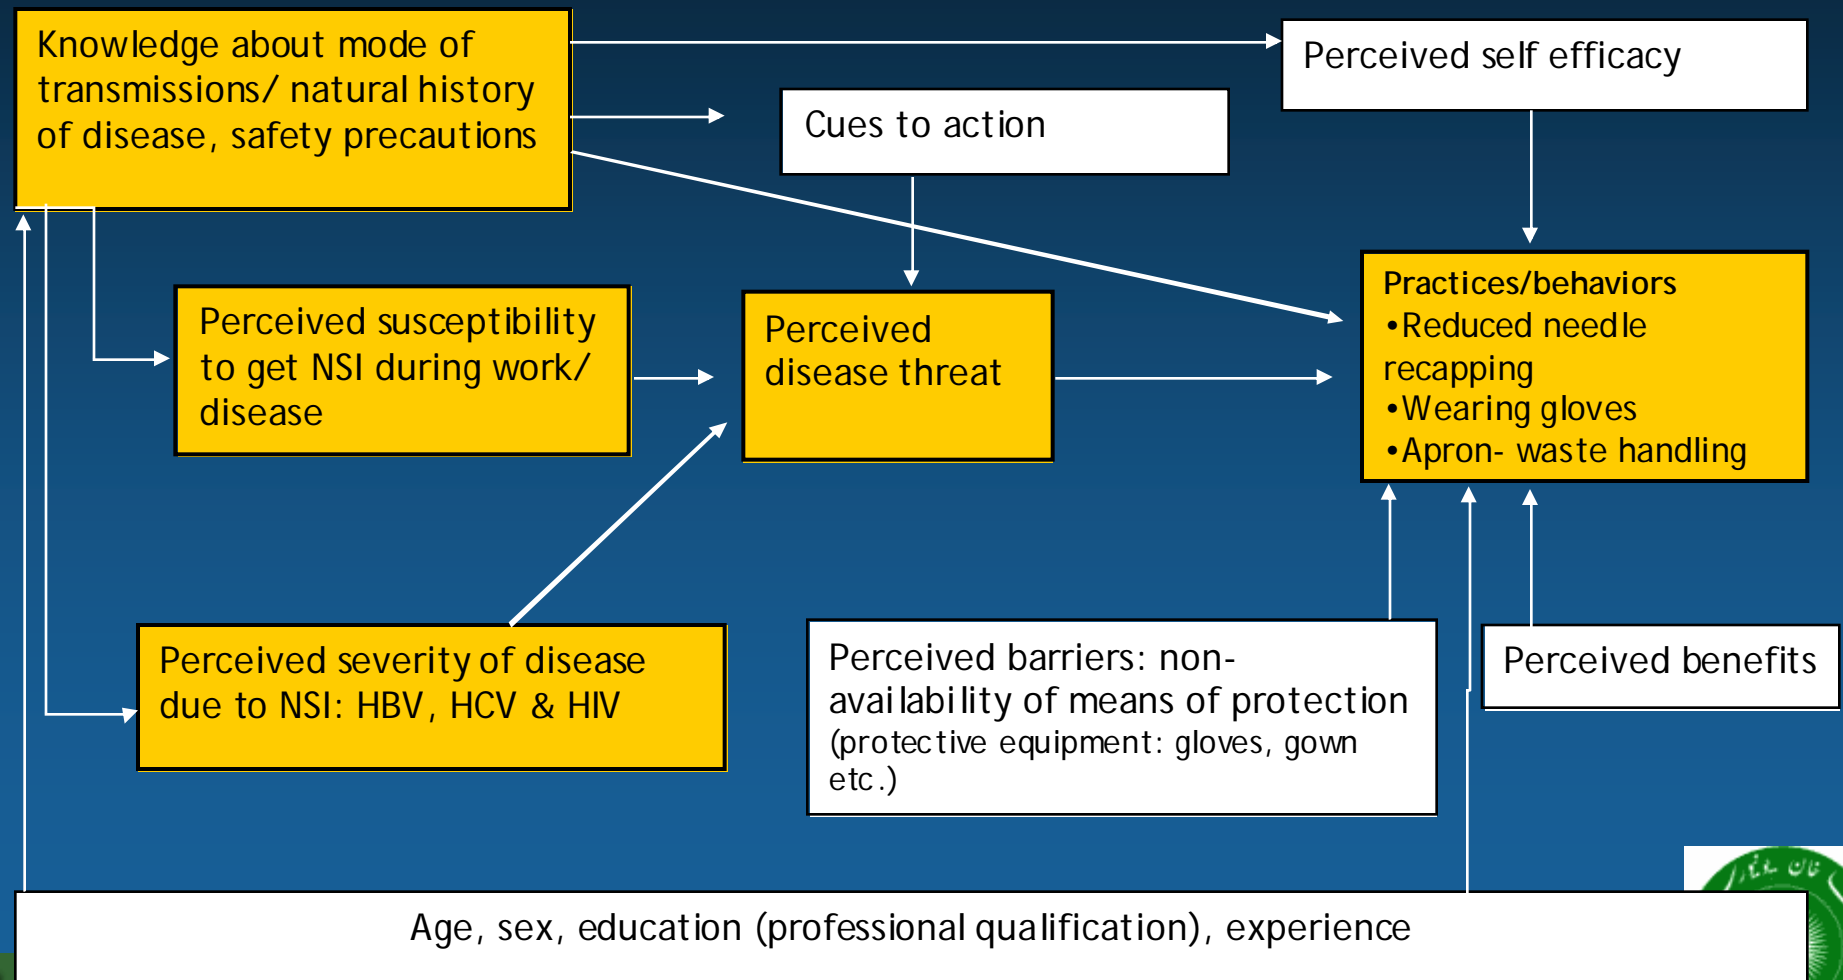 Knowledge about mode of
transmissions/ natural history
of disease, safety precautions
Perceived self efficacy
Cues to action
Perceived susceptibility
to get NSI during work/
disease
Perceived
disease threat
Practices/behaviors
•Reduced needle
recapping
•Wearing gloves
•Apron- waste handling
Perceived severity of disease
due to NSI: HBV, HCV & HIV
Perceived barriers: non-
availability of means of protection
(protective equipment: gloves, gown
etc.)
Perceived benefits
Age, sex, education (professional qualification), experience